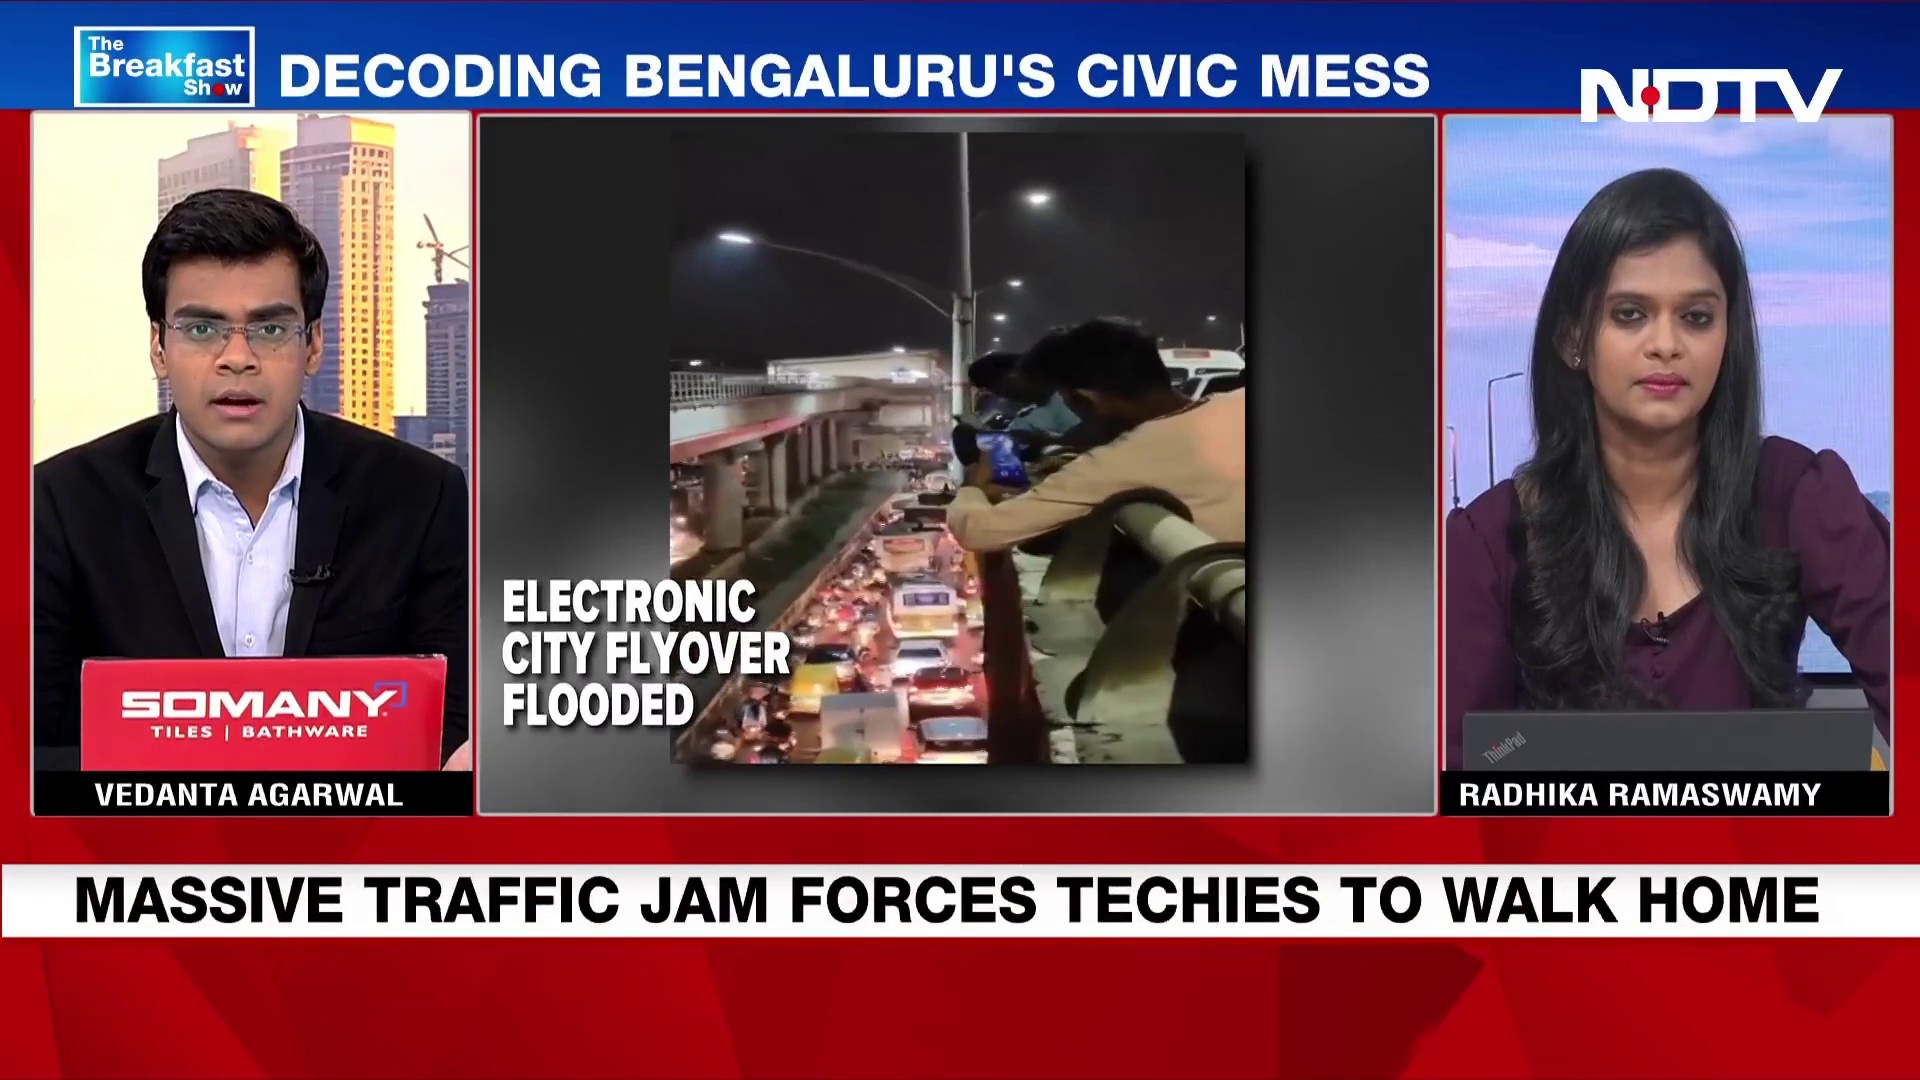 The
Breakfast
Show
DECODING BENGALURU'S CIVIC MESS
NDTV
ELECTRONIC
CITY FLYOVER
FLOODED
SOMANY
TILES | BATHWARE
ThinkPad
VEDANTA AGARWAL
RADHIKA RAMASWAMY
MASSIVE TRAFFIC JAM FORCES TECHIES TO WALK HOME